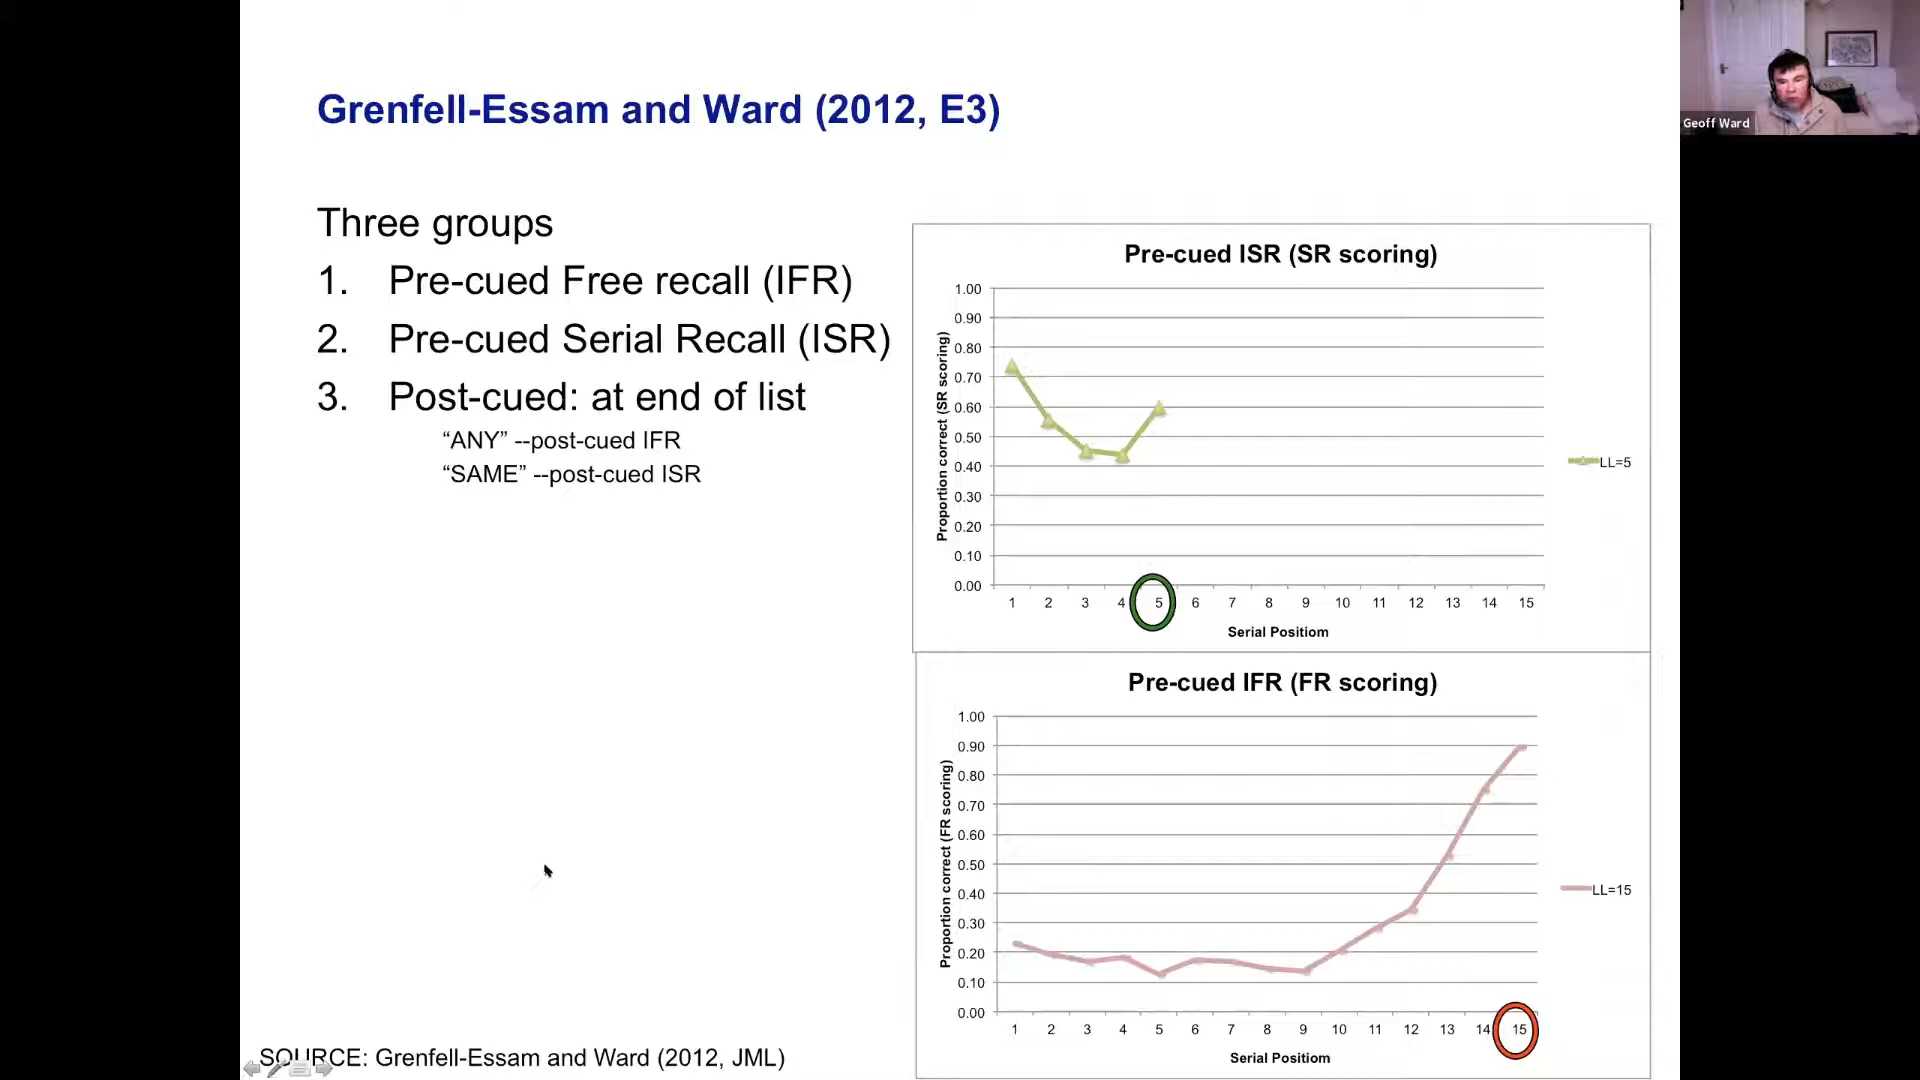 Grenfell-Essam and Ward (2012, E3)
Geoff Ward
Three groups
1. Pre-cued Free recall (IFR)
2. Pre-cued Serial Recall (ISR)
3. Post-cued: at end of list
“ANY” --post-cued IFR
“SAME” --post-cued ISR
Pre-cued ISR (SR scoring)
Proportion correct (SR scoring)
1.00
0.90
0.80
0.70
0.60
0.50
0.40
0.30
0.20
0.10
0.00
1 2 3 4 5 6 7 8 9 10 11 12 13 14 15
Serial Positiom
LL=5
Pre-cued IFR (FR scoring)
Proportion correct (FR scoring)
1.00
0.90
0.80
0.70
0.60
0.50
0.40
0.30
0.20
0.10
0.00
1 2 3 4 5 6 7 8 9 10 11 12 13 14 15
Serial Positiom
LL=15
SOURCE: Grenfell-Essam and Ward (2012, JML)